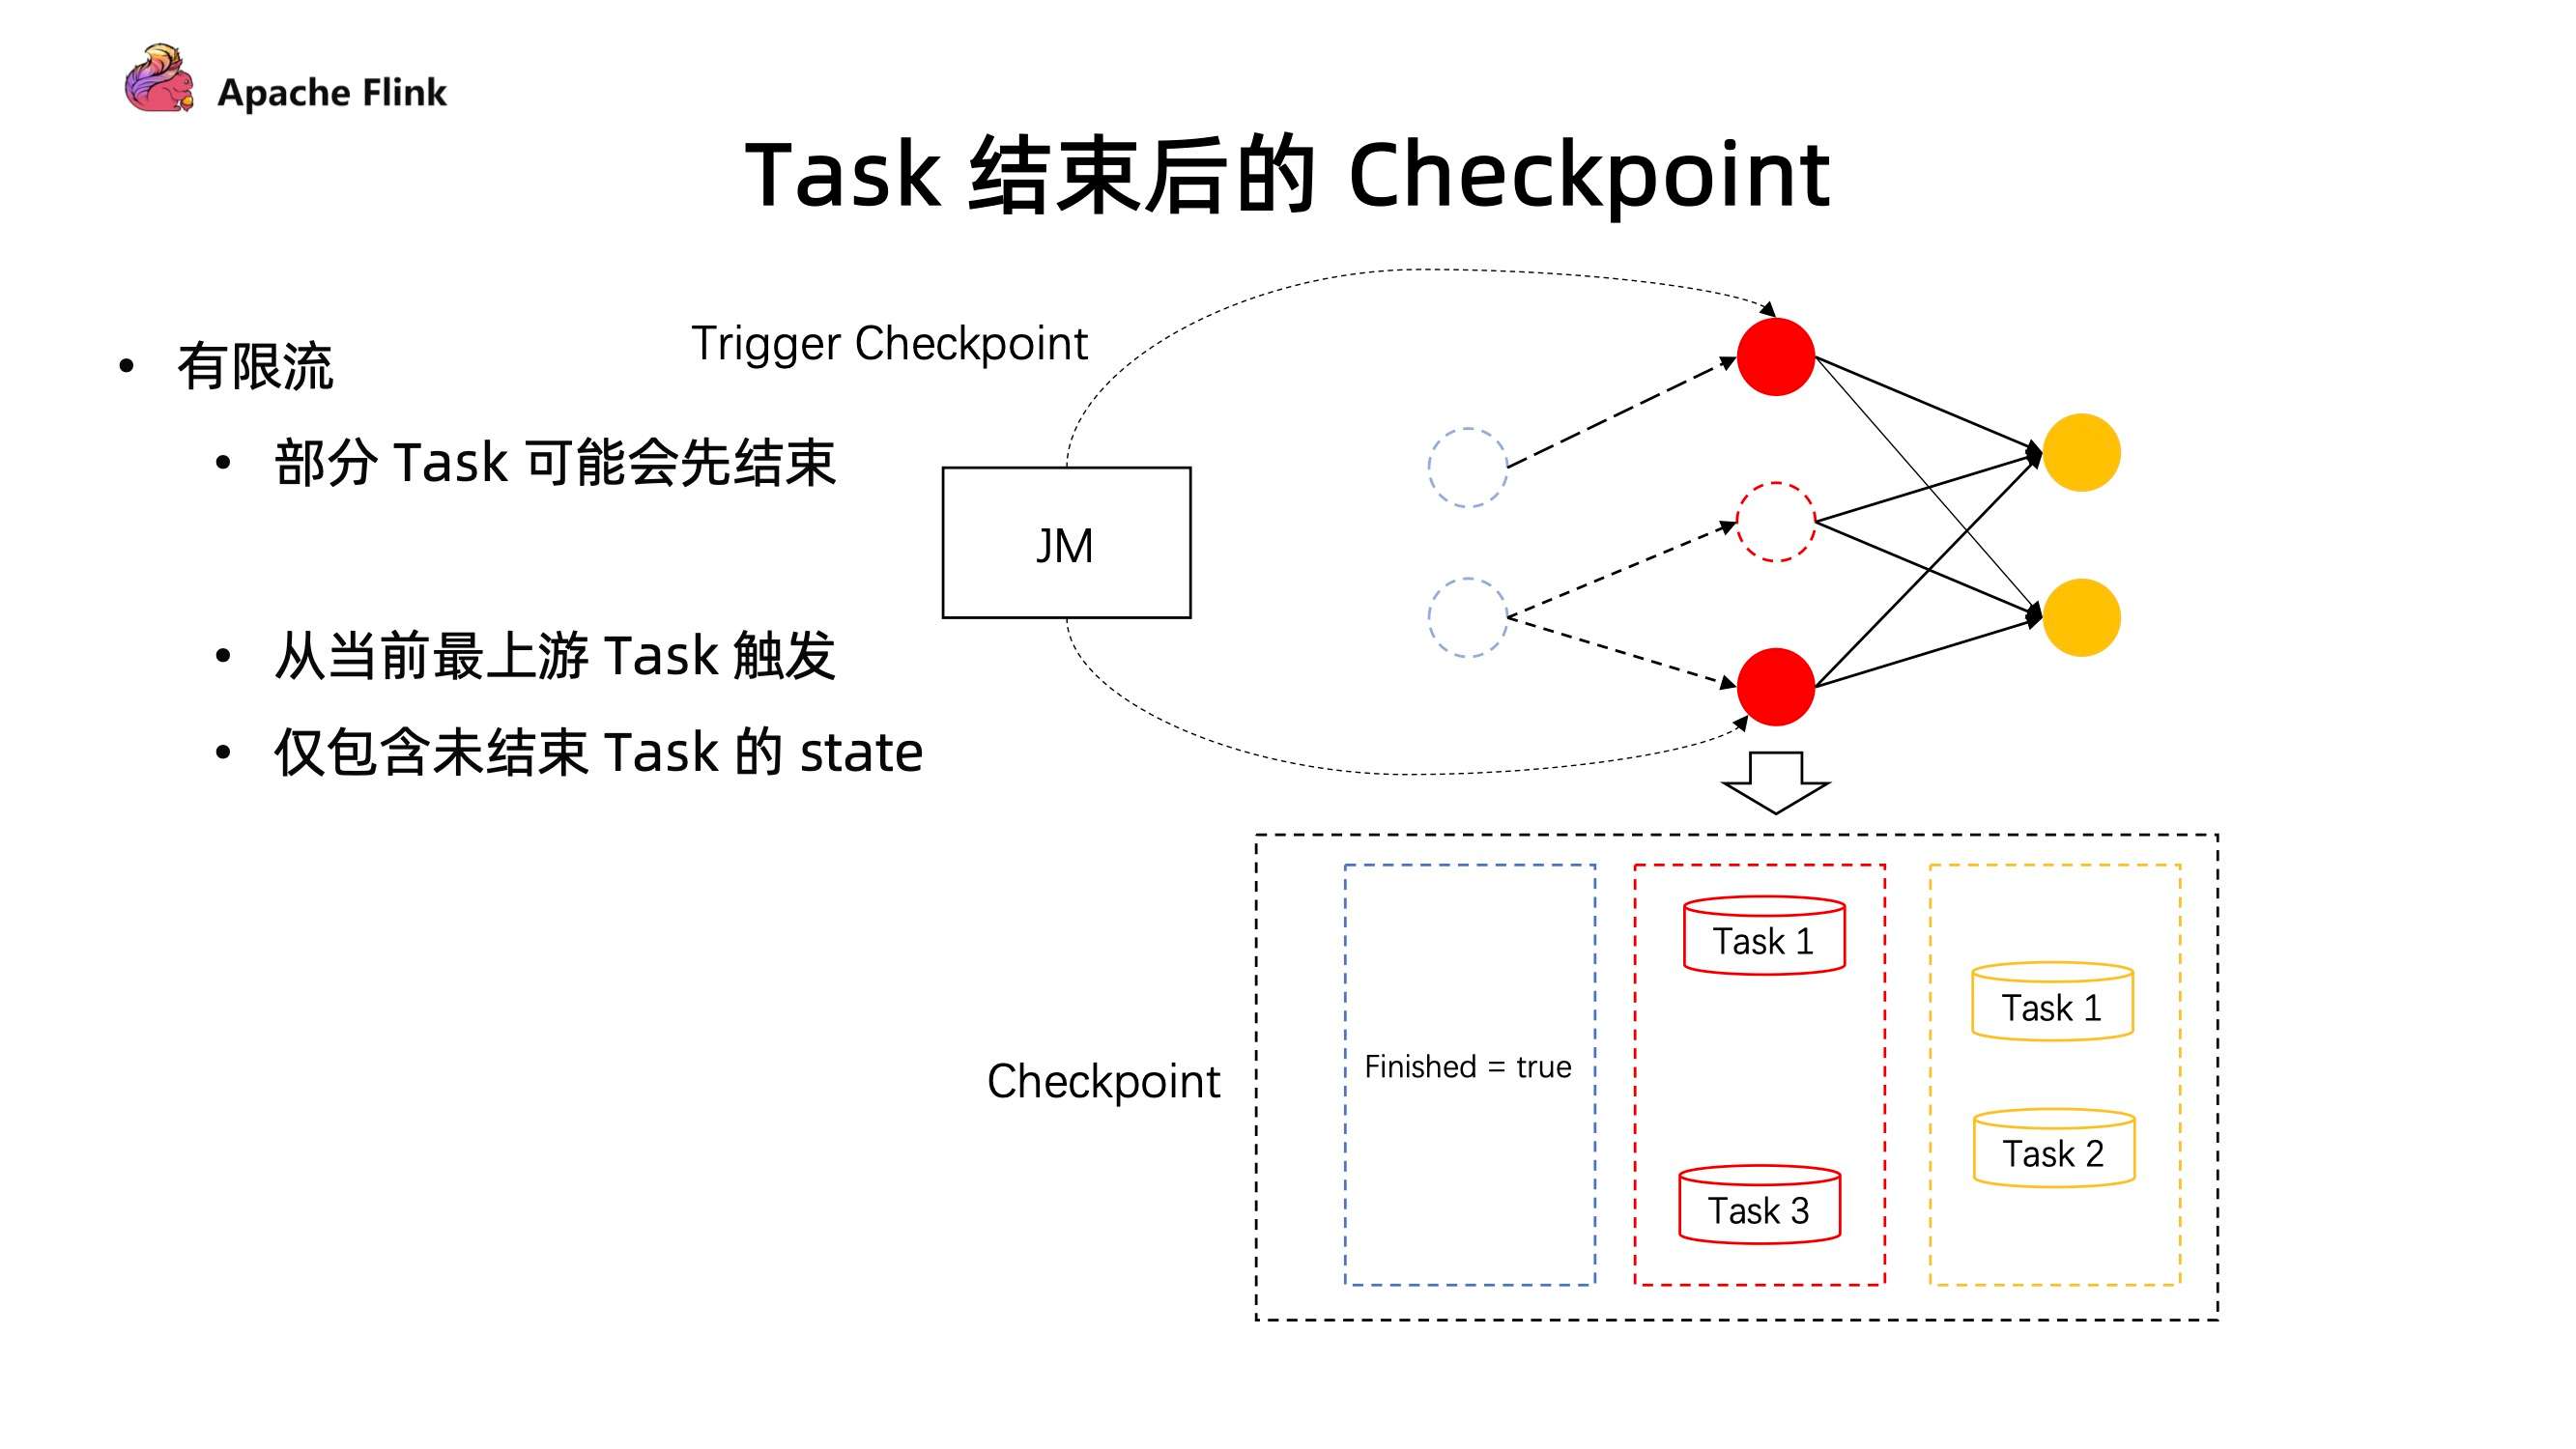 Apache Flink
Task 结束后的 Checkpoint
有限流
部分 Task 可能会先结束
从当前最上游 Task 触发
仅包含未结束 Task 的 state
Trigger Checkpoint
JM
Checkpoint
Finished = true
Task 1
Task 3
Task 1
Task 2